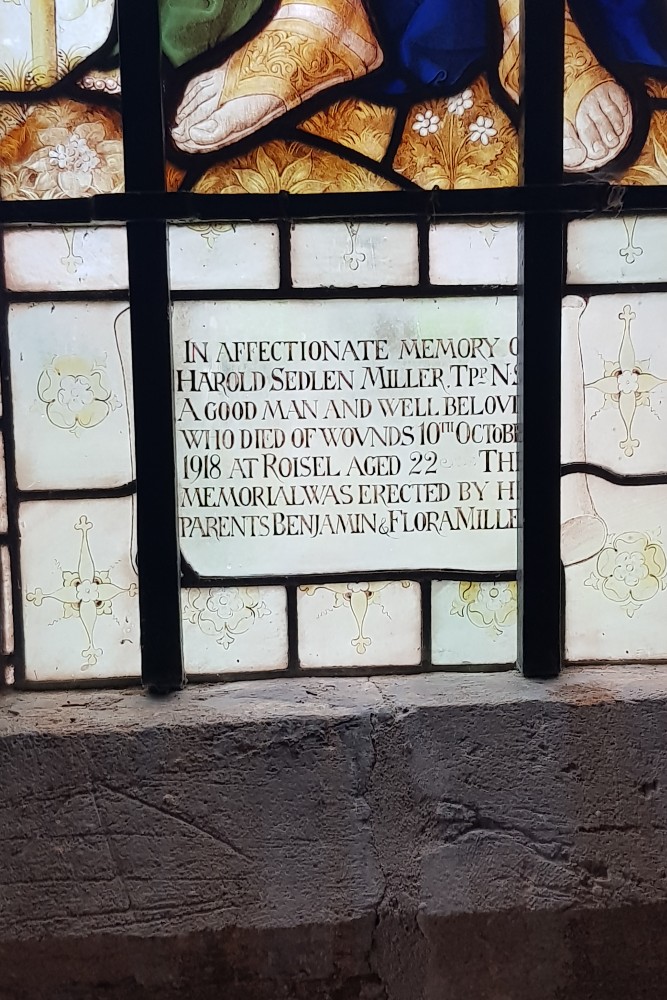 IN AFFECTIONATE MEMORY O
HAROLD SEDLEN MILLER, TPR N.S
A GOOD MAN AND WELL BELOV
WHO DIED OF WOVNDS 10TH OCTOBE
1918 AT ROISEL AGED 22 TH
MEMORIAL WAS ERECTED BY H
PARENTS BENJAMIN & FLORA MILLE